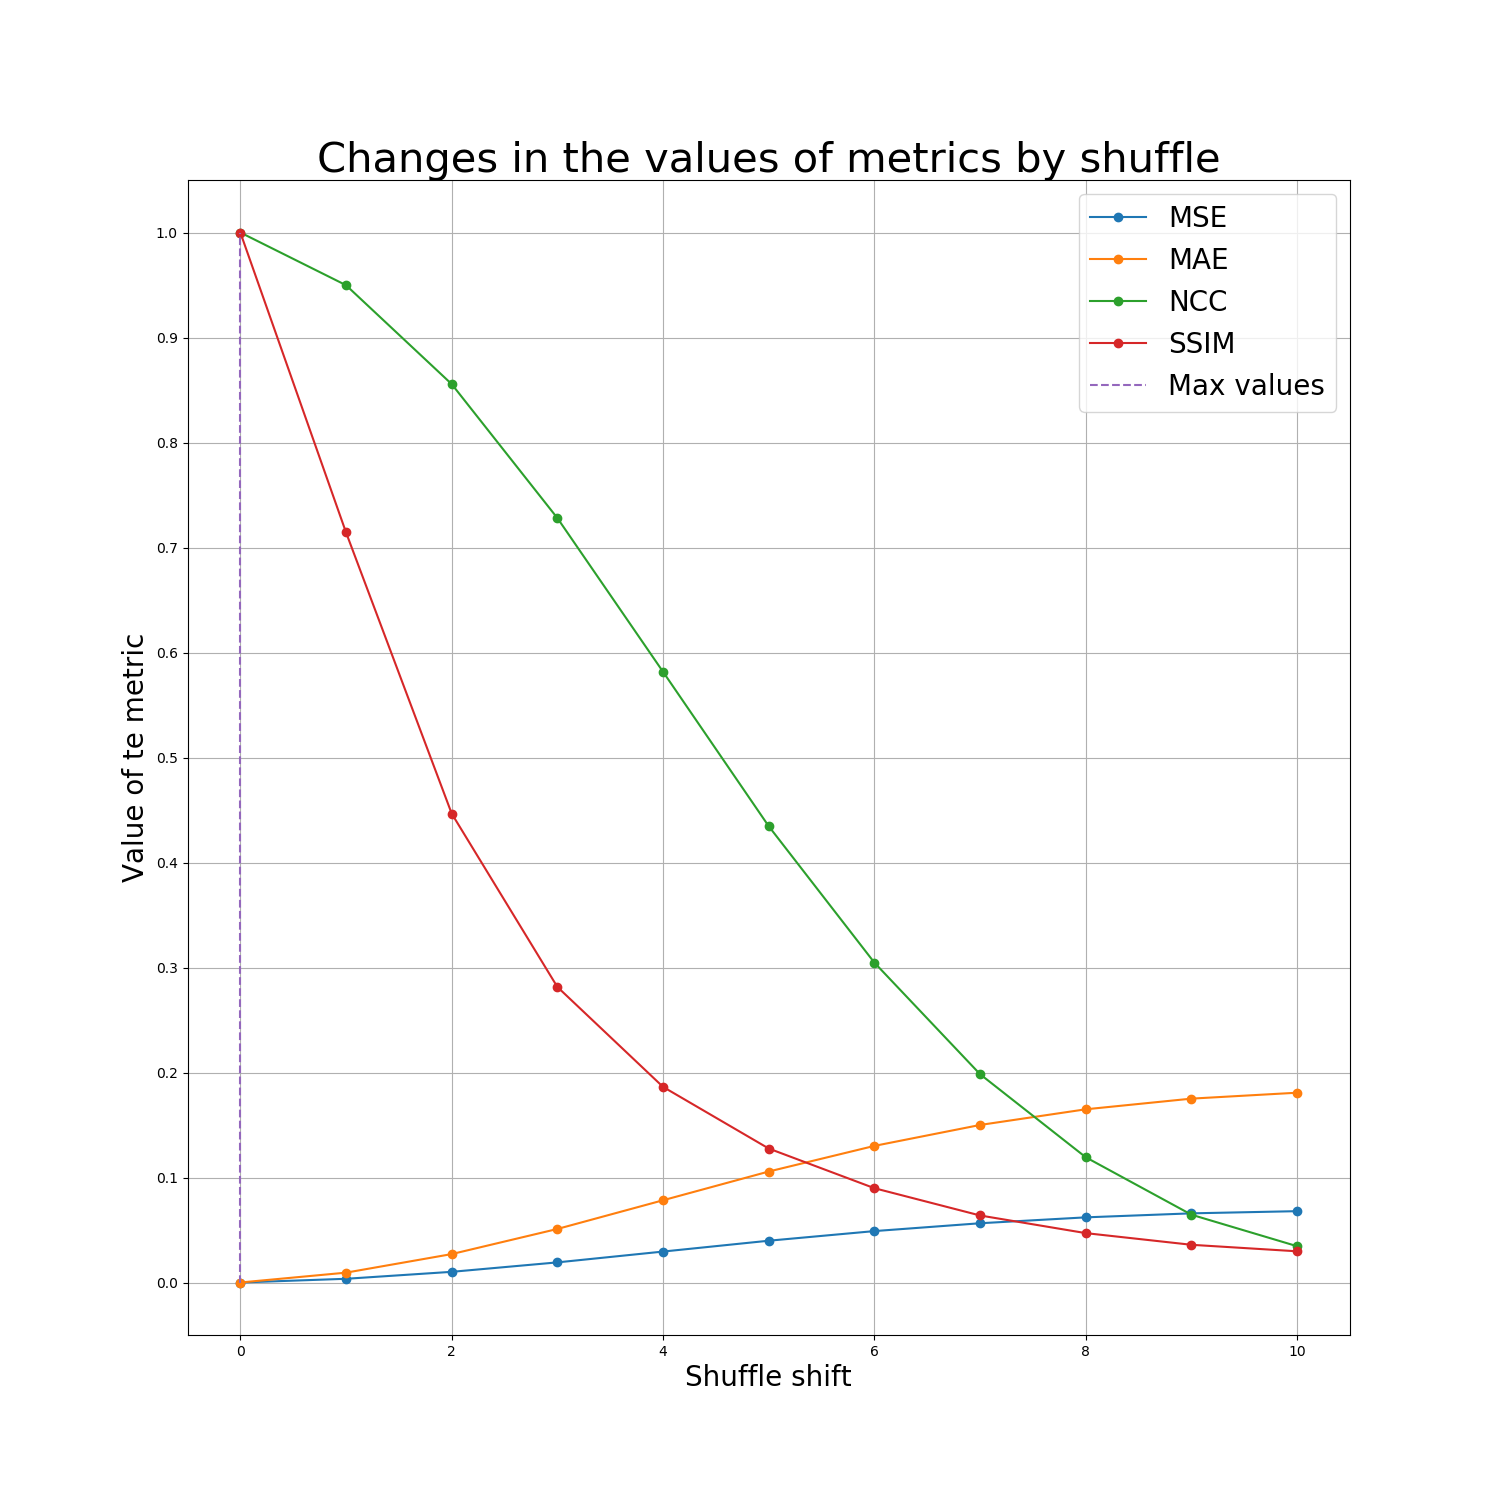 Changes in the values of metrics by shuffle
MSE
MAE
NCC
SSIM
Max values
Value of te metric
1.0
0.9
0.8
0.7
0.6
0.5
0.4
0.3
0.2
0.1
0.0
0 2 4 6 8 10
Shuffle shift